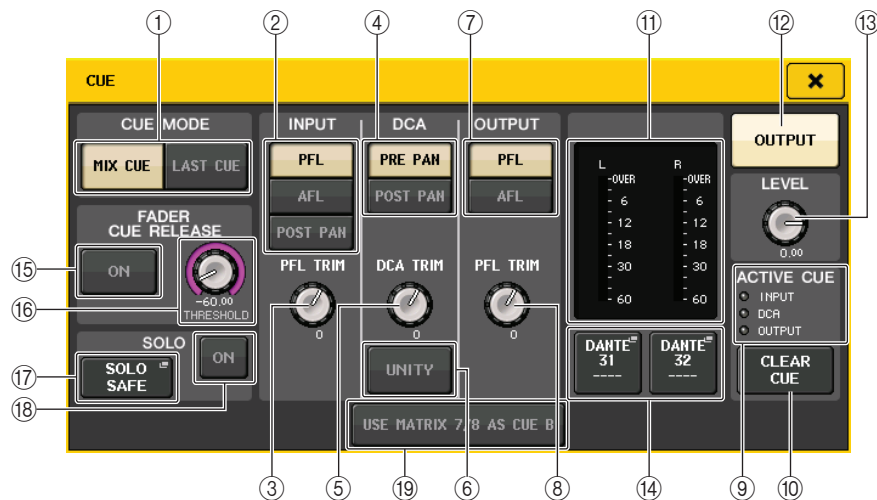 ① ② ④ ⑦ ⑪ ⑫ ⑬
CUE
CUE MODE
MIX CUE LAST CUE
FADER
CUE RELEASE
ON
-60.00
THRESHOLD
SOLO
SOLO
SAFE
ON
INPUT DCA OUTPUT
PFL PRE PAN PFL
AFL POST PAN AFL
POST PAN
PFL TRIM DCA TRIM PFL TRIM
0 0 0
UNITY
USE MATRIX 7/8 AS CUE B
L R
-OVER -OVER
- 6 - 6
- 12 - 12
- 18 - 18
- 30 - 30
- 60 - 60
DANTE DANTE
31 32
---- ----
OUTPUT
LEVEL
0.00
ACTIVE CUE
INPUT
DCA
OUTPUT
CLEAR
CUE
⑮
⑯
⑰
⑱
③ ⑤ ⑲ ⑥ ⑧ ⑭ ⑨ ⑩